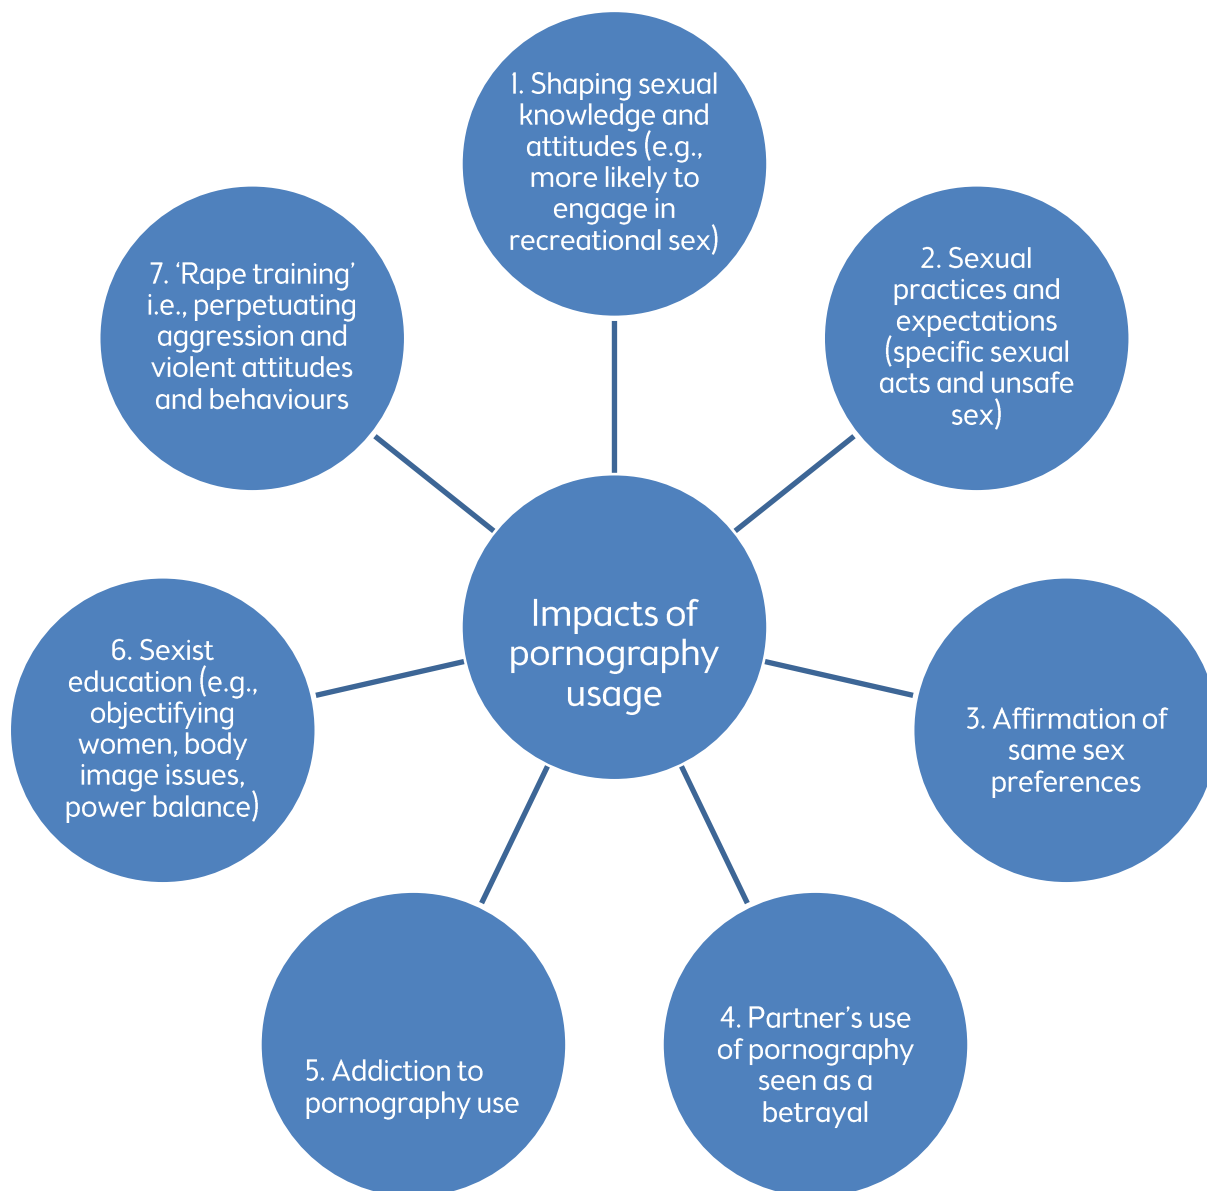 1. Shaping sexual
knowledge and
attitudes (e.g.,
more likely to
engage in
recreational sex)
2. Sexual
practices and
expectations
(specific sexual
acts and unsafe
sex)
3. Affirmation of
same sex
preferences
4. Partner’s use
of pornography
seen as a
betrayal
5. Addiction to
pornography use
6. Sexist
education (e.g.,
objectifying
women, body
image issues,
power balance)
7. ‘Rape training’
i.e., perpetuating
aggression and
violent attitudes
and behaviours
Impacts of
pornography
usage